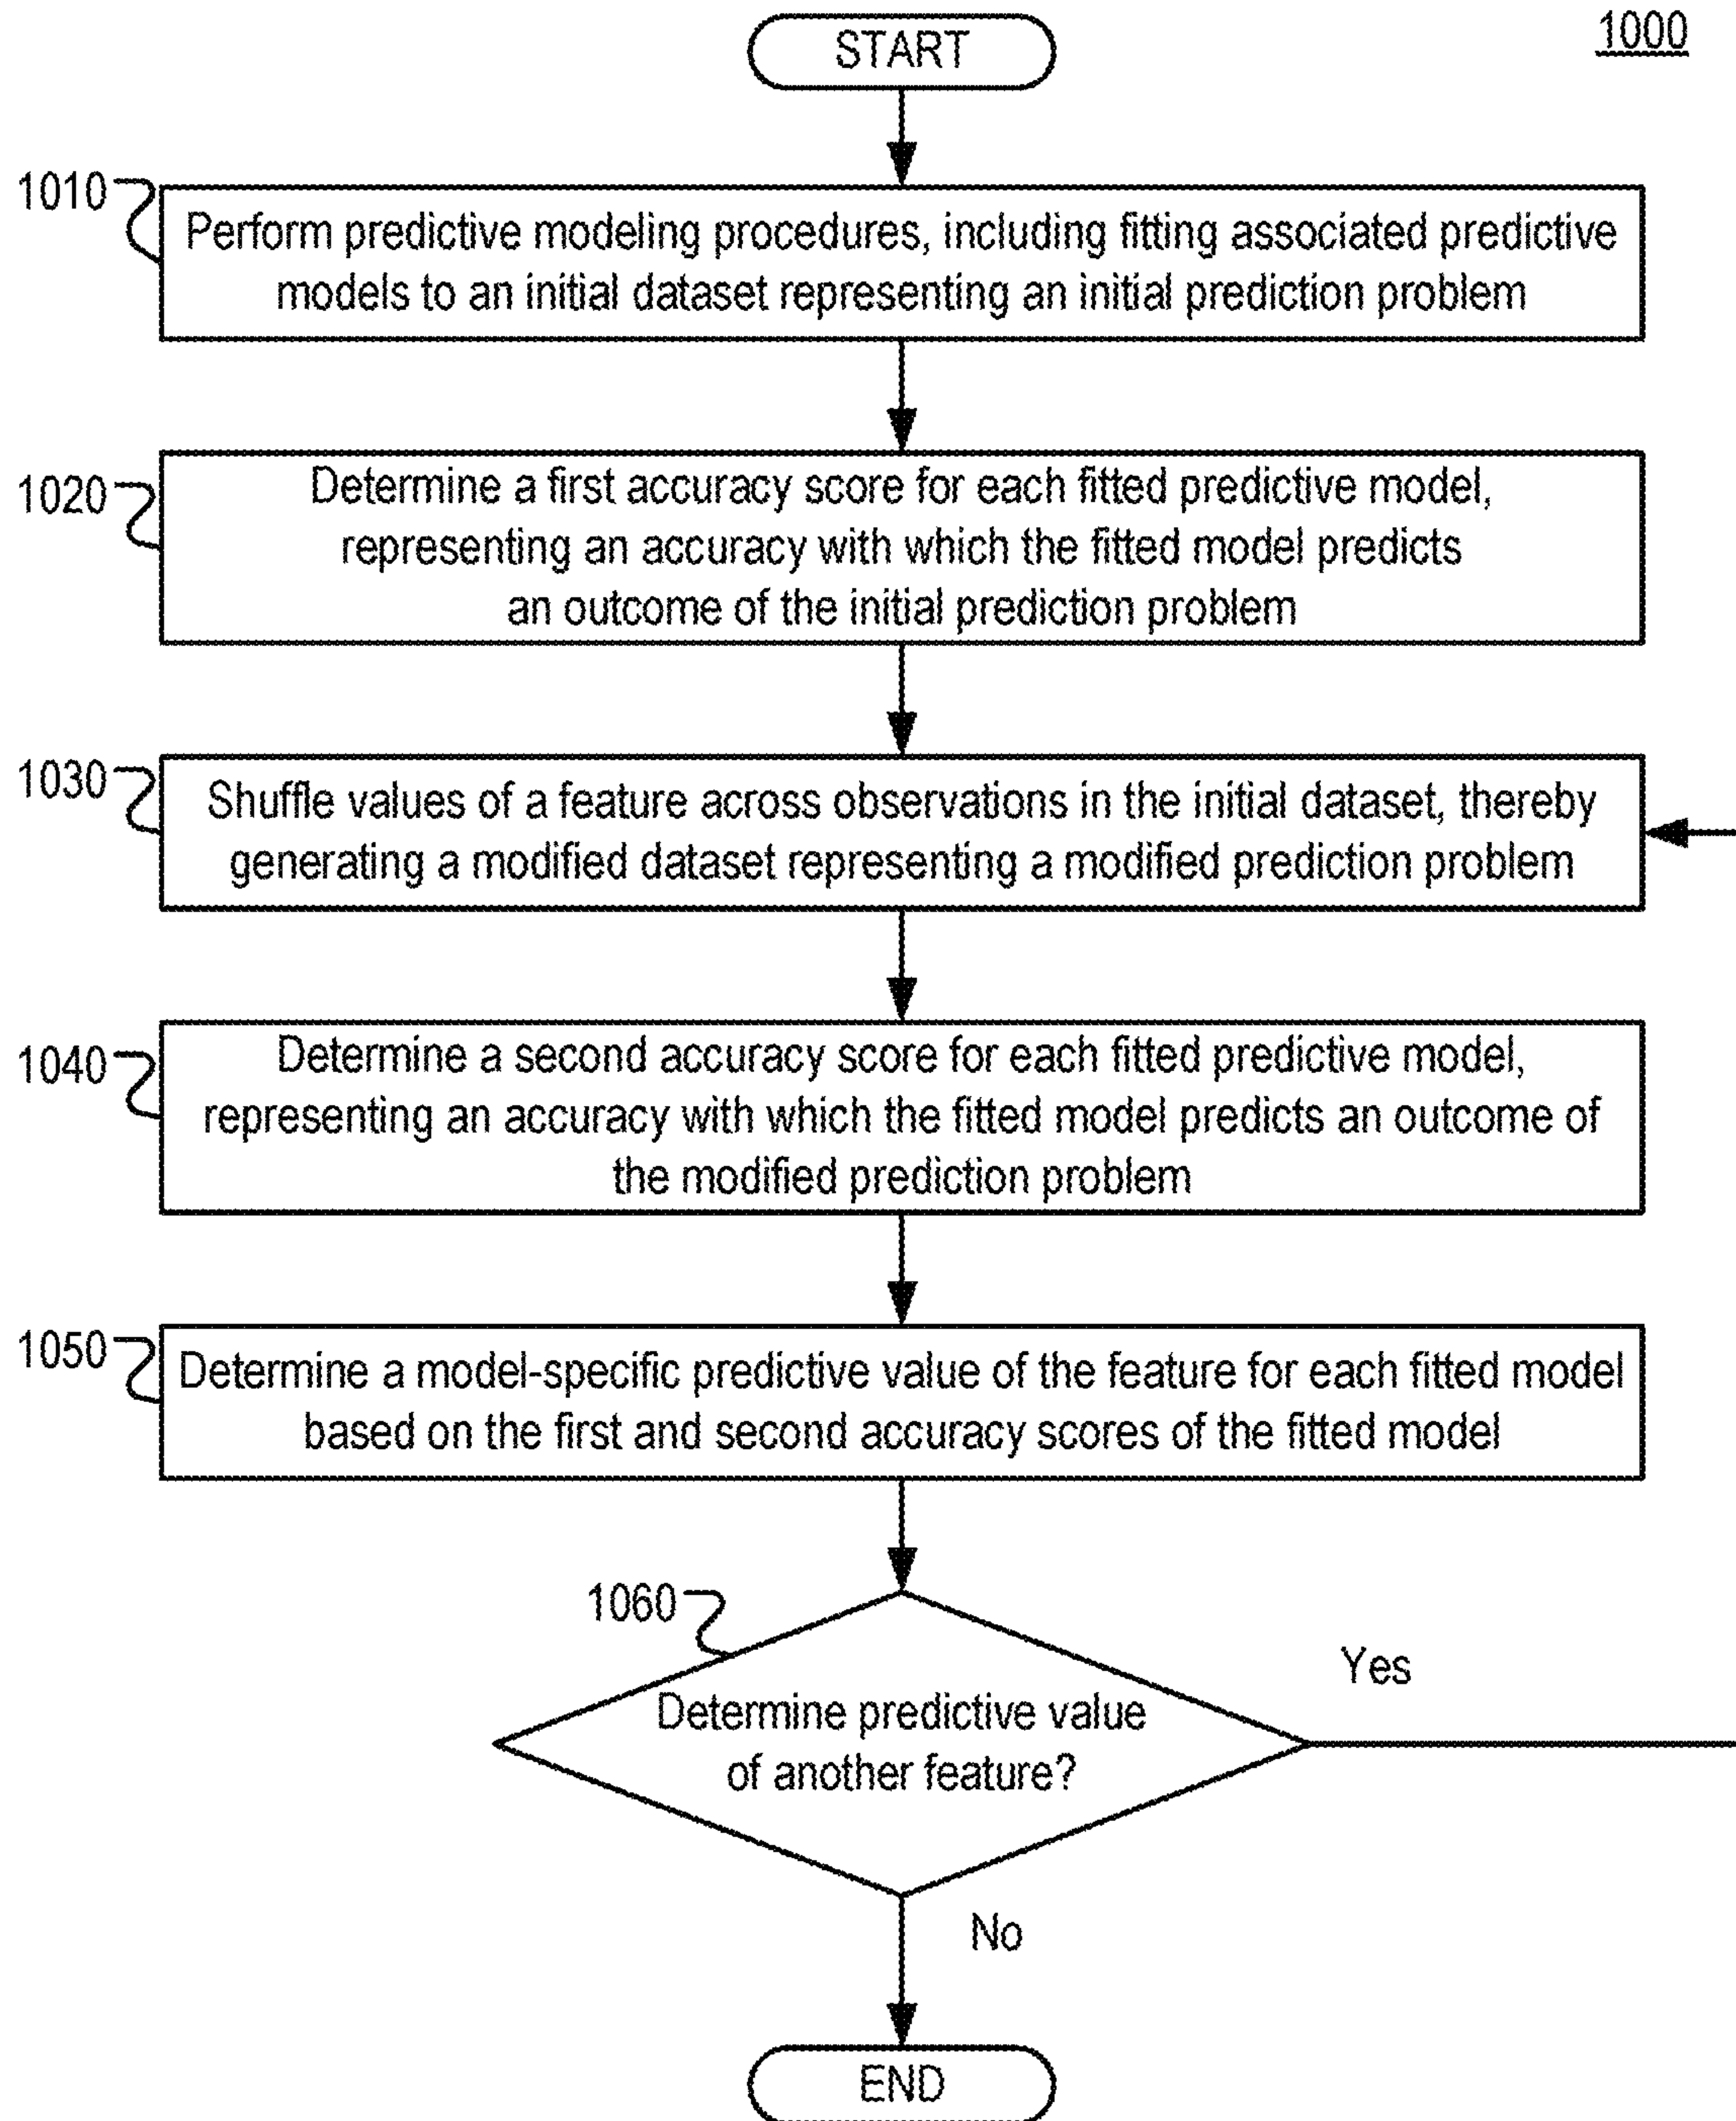 1000
START
1010
Perform predictive modeling procedures, including fitting associated predictive
models to an initial dataset representing an initial prediction problem
1020
Determine a first accuracy score for each fitted predictive model,
representing an accuracy with which the fitted model predicts
an outcome of the initial prediction problem
1030
Shuffle values of a feature across observations in the initial dataset, thereby
generating a modified dataset representing a modified prediction problem
1040
Determine a second accuracy score for each fitted predictive model,
representing an accuracy with which the fitted model predicts an outcome of
the modified prediction problem
1050
Determine a model-specific predictive value of the feature for each fitted model
based on the first and second accuracy scores of the fitted model
1060
Determine predictive value
of another feature?
Yes
No
END